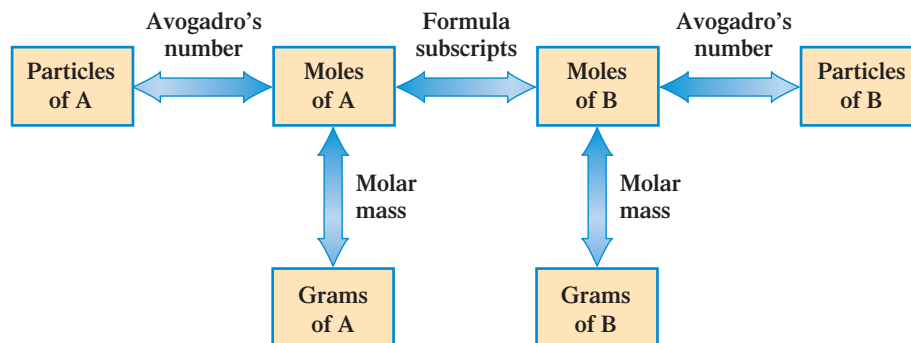 Avogadro's
number
Formula
subscripts
Avogadro's
number
Particles
of A
Moles
of A
Moles
of B
Particles
of B
Molar
mass
Molar
mass
Grams
of A
Grams
of B